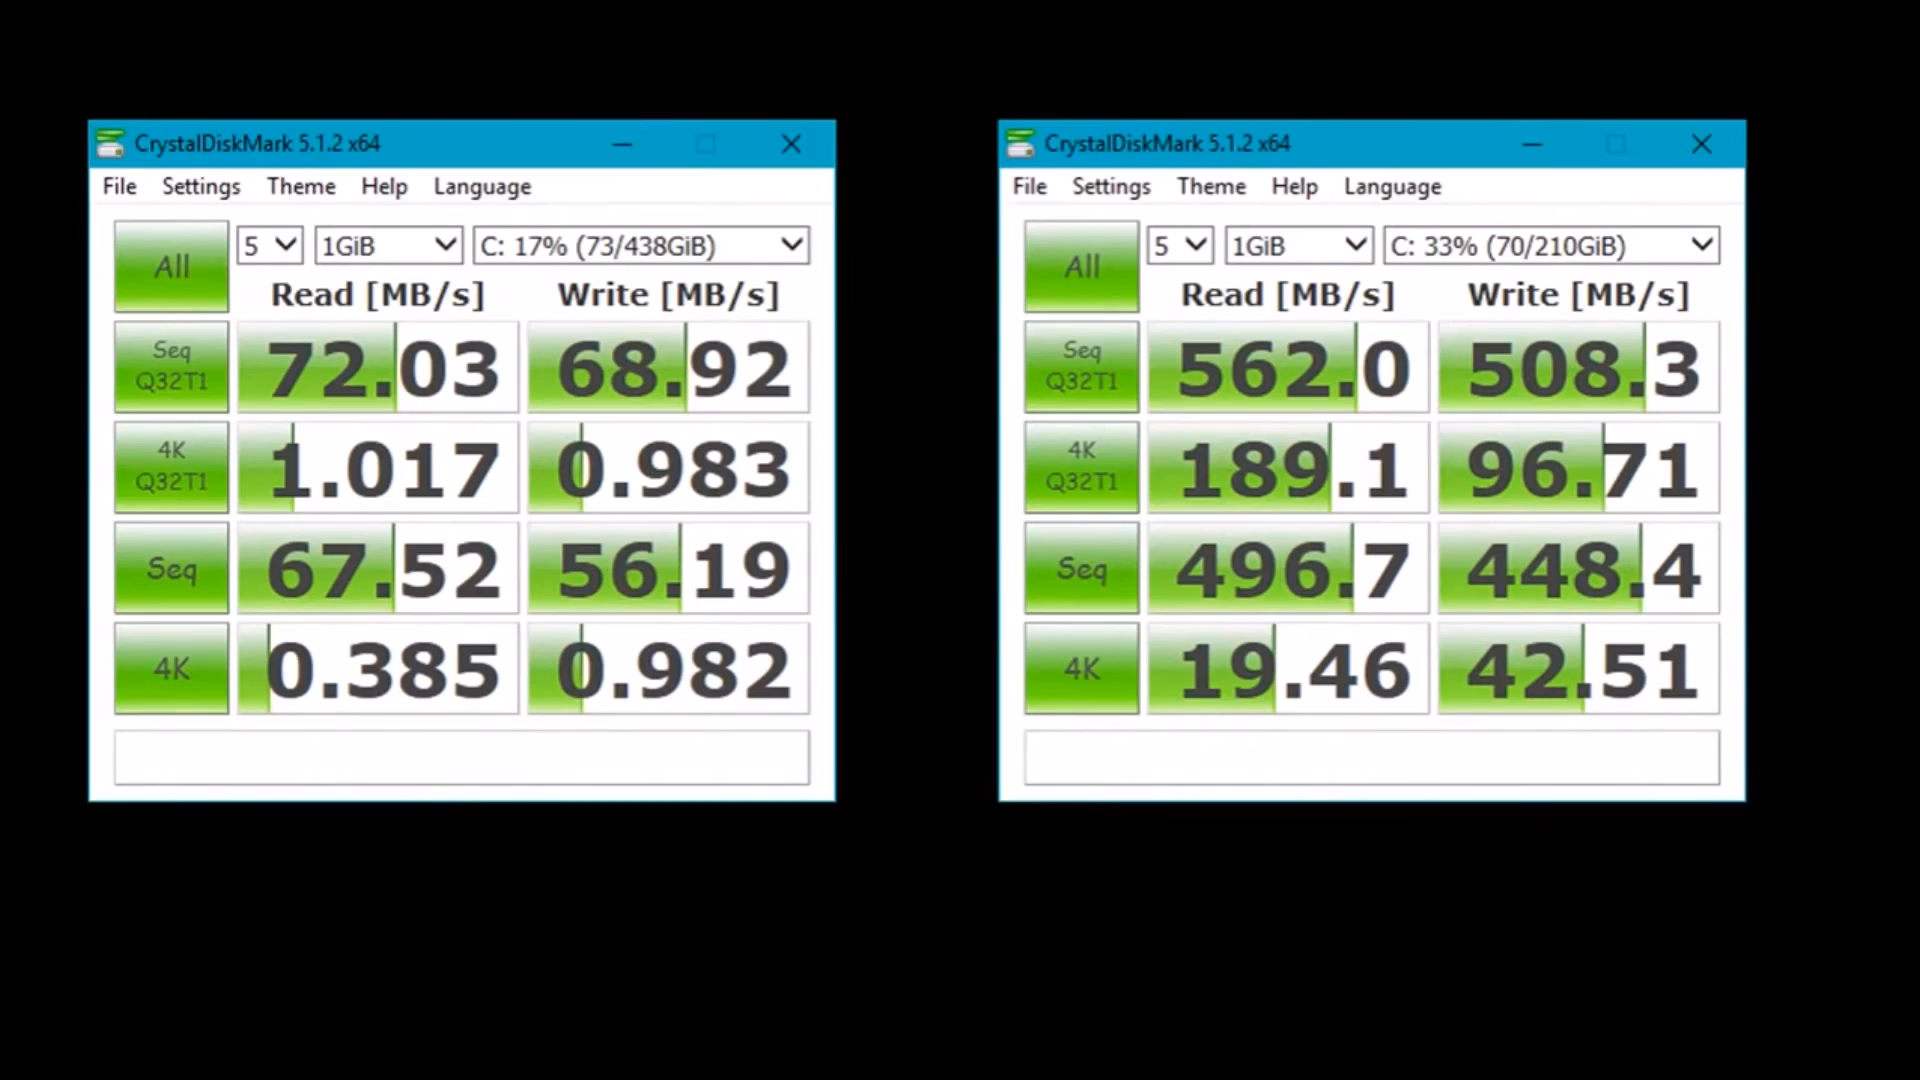 CrystalDiskMark 5.1.2 x64
File Settings Theme Help Language
All 5 1GiB C: 17% (73/438GiB)
Read [MB/s] Write [MB/s]
Seq Q32T1 72.03 68.92
4K Q32T1 1.017 0.983
Seq 67.52 56.19
4K 0.385 0.982
CrystalDiskMark 5.1.2 x64
File Settings Theme Help Language
All 5 1GiB C: 33% (70/210GiB)
Read [MB/s] Write [MB/s]
Seq Q32T1 562.0 508.3
4K Q32T1 189.1 96.71
Seq 496.7 448.4
4K 19.46 42.51